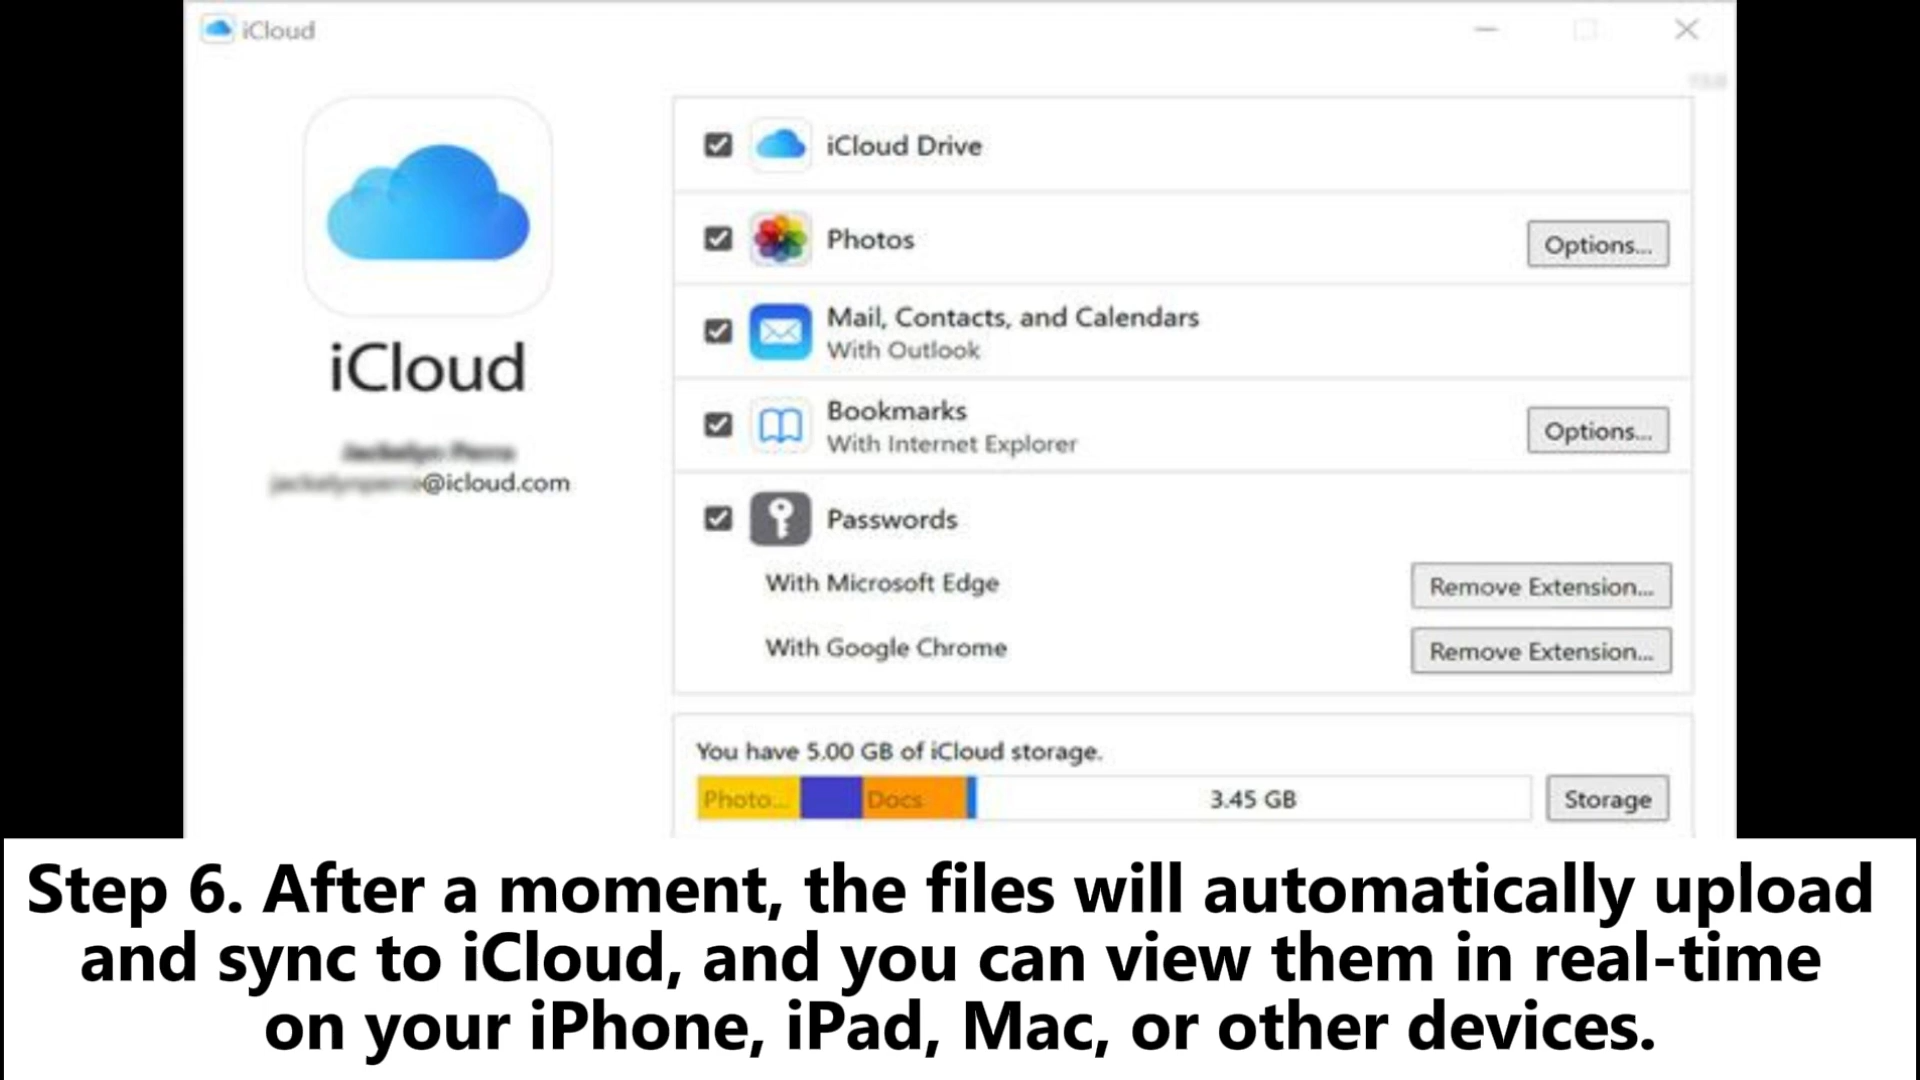 iCloud
iCloud Drive
Photos
Options...
Mail, Contacts, and Calendars
With Outlook
iCloud
Bookmarks
With Internet Explorer
Options...
@icloud.com
Passwords
With Microsoft Edge
Remove Extension...
With Google Chrome
Remove Extension...
You have 5.00 GB of iCloud storage.
Photo...
Docs
3.45 GB
Storage
Step 6. After a moment, the files will automatically upload
and sync to iCloud, and you can view them in real-time
on your iPhone, iPad, Mac, or other devices.